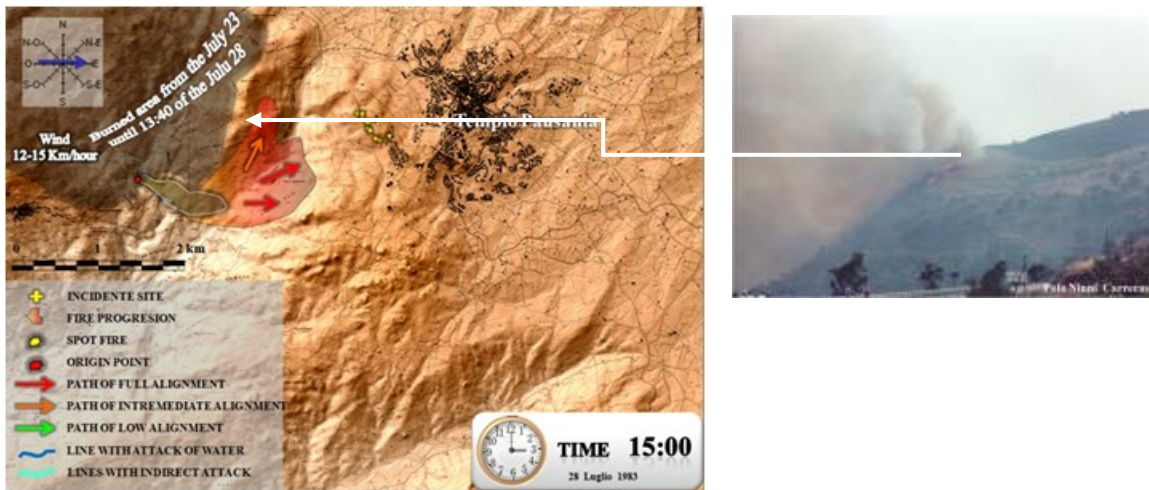 N
N-O
N-E
O
E
S-O
S-E
S
Burned area from the July 23
until 13:40 of the Julu 28
Wind
12-15 Km/hour
Tempio Pausania
0 1 2 km
INCIDENTE SITE
FIRE PROGRESION
SPOT FIRE
ORIGIN POINT
PATH OF FULL ALIGNMENT
PATH OF INTREMEDIATE ALIGNMENT
PATH OF LOW ALIGNMENT
LINE WITH ATTACK OF WATER
LINES WITH INDIRECT ATTACK
TIME 15:00
28 Luglio 1983